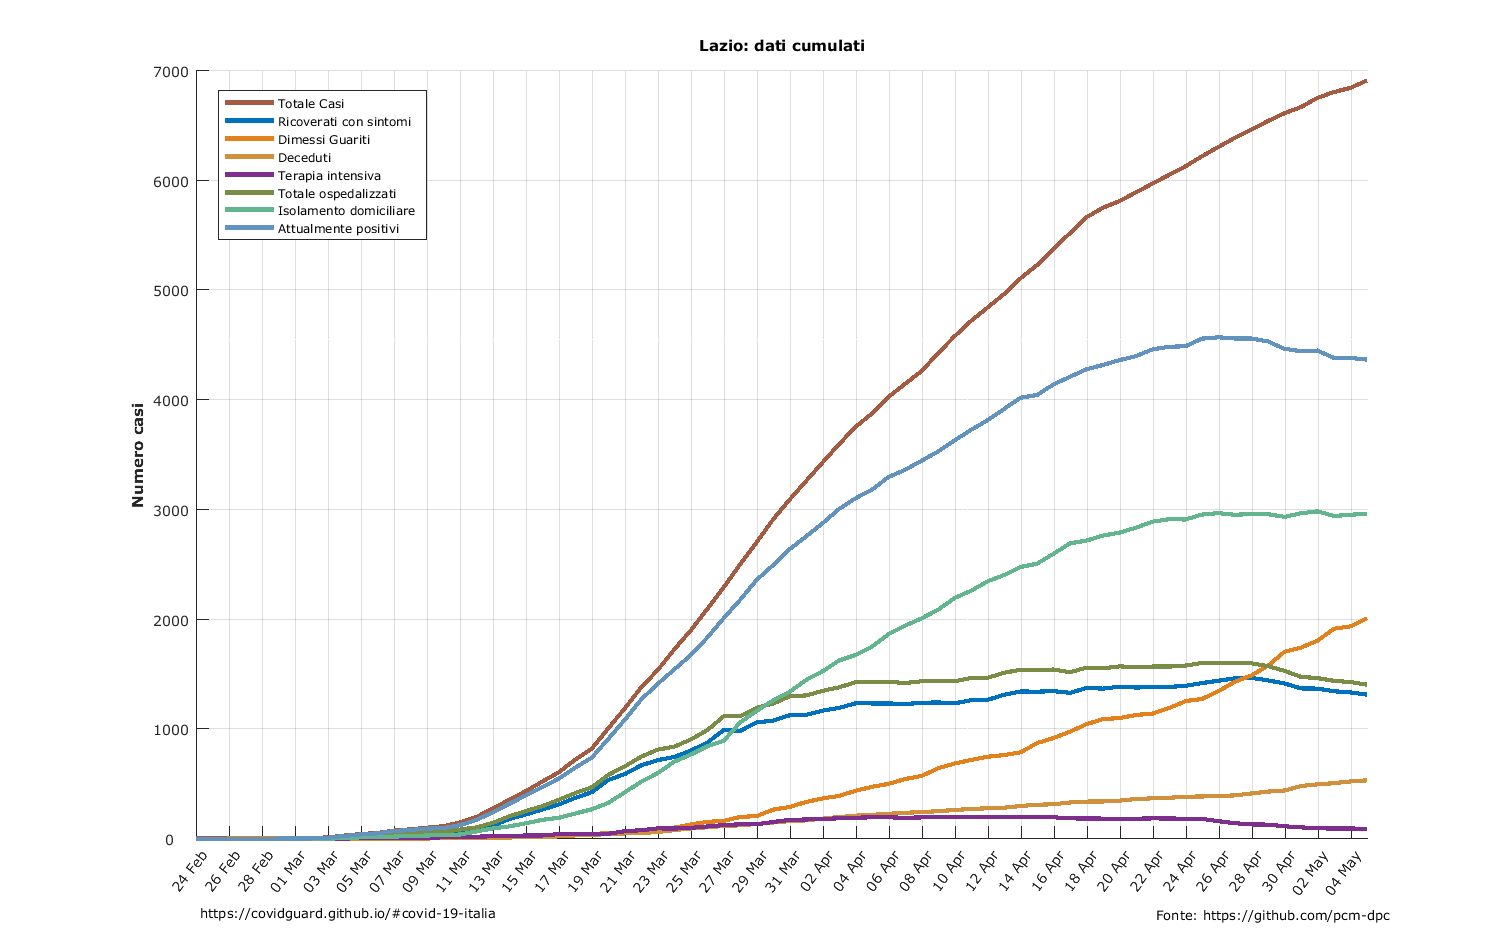 Lazio: dati cumulati
7000
6000
5000
4000
3000
2000
1000
0
Numero casi
Totale Casi
Ricoverati con sintomi
Dimessi Guariti
Deceduti
Terapia intensiva
Totale ospedalizzati
Isolamento domiciliare
Attualmente positivi
24 Feb
26 Feb
28 Feb
01 Mar
03 Mar
05 Mar
07 Mar
09 Mar
11 Mar
13 Mar
15 Mar
17 Mar
19 Mar
21 Mar
23 Mar
25 Mar
27 Mar
29 Mar
31 Mar
02 Apr
04 Apr
06 Apr
08 Apr
10 Apr
12 Apr
14 Apr
16 Apr
18 Apr
20 Apr
22 Apr
24 Apr
26 Apr
28 Apr
30 Apr
02 May
04 May
https://covidguard.github.io/#covid-19-italia
Fonte: https://github.com/pcm-dpc